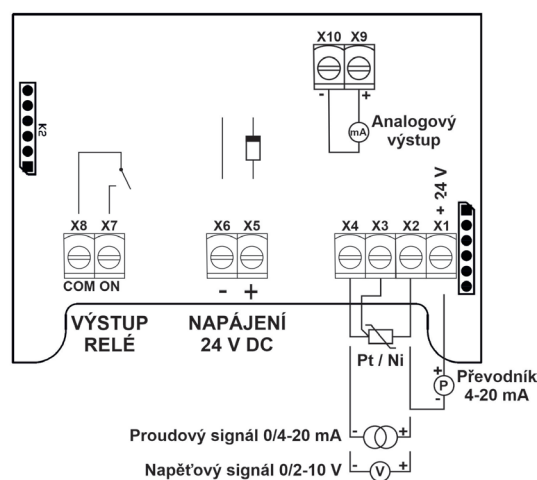 X10 X9
- +
mA
Analogový
výstup
K2
+ 24 V
X8 X7
X6 X5
X4 X3 X2 X1
COM ON
- +
VÝSTUP
RELÉ
NAPÁJENÍ
24 V DC
Pt / Ni
+
P
-
Převodník
4-20 mA
Proudový signál 0/4-20 mA
- +
Napěťový signál 0/2-10 V
- V +